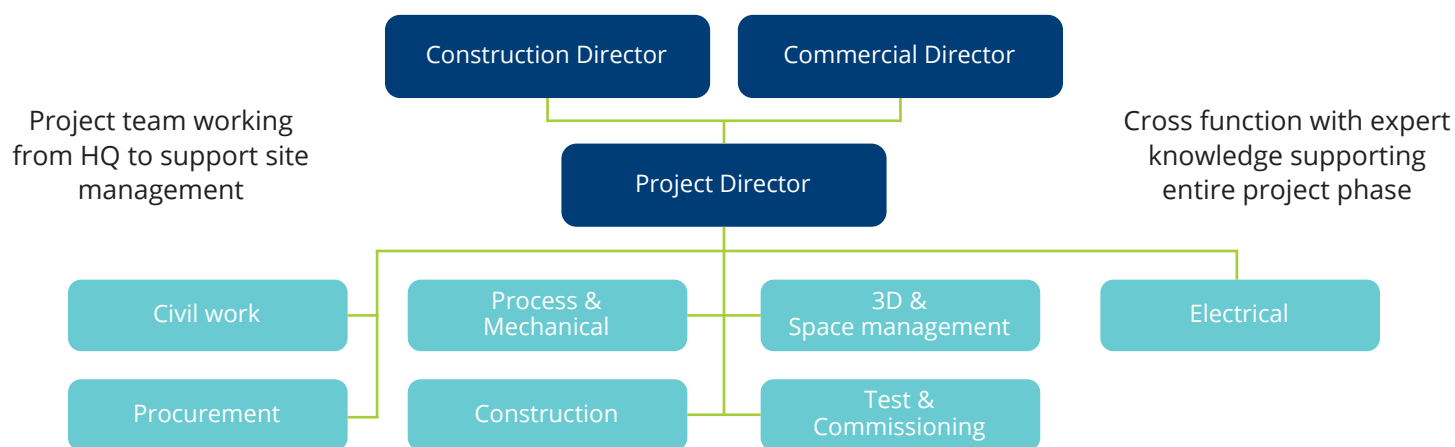 Construction Director
Commercial Director
Project team working
from HQ to support site
management
Cross function with expert
knowledge supporting
entire project phase
Project Director
Civil work
Process &
Mechanical
3D &
Space management
Electrical
Procurement
Construction
Test &
Commissioning